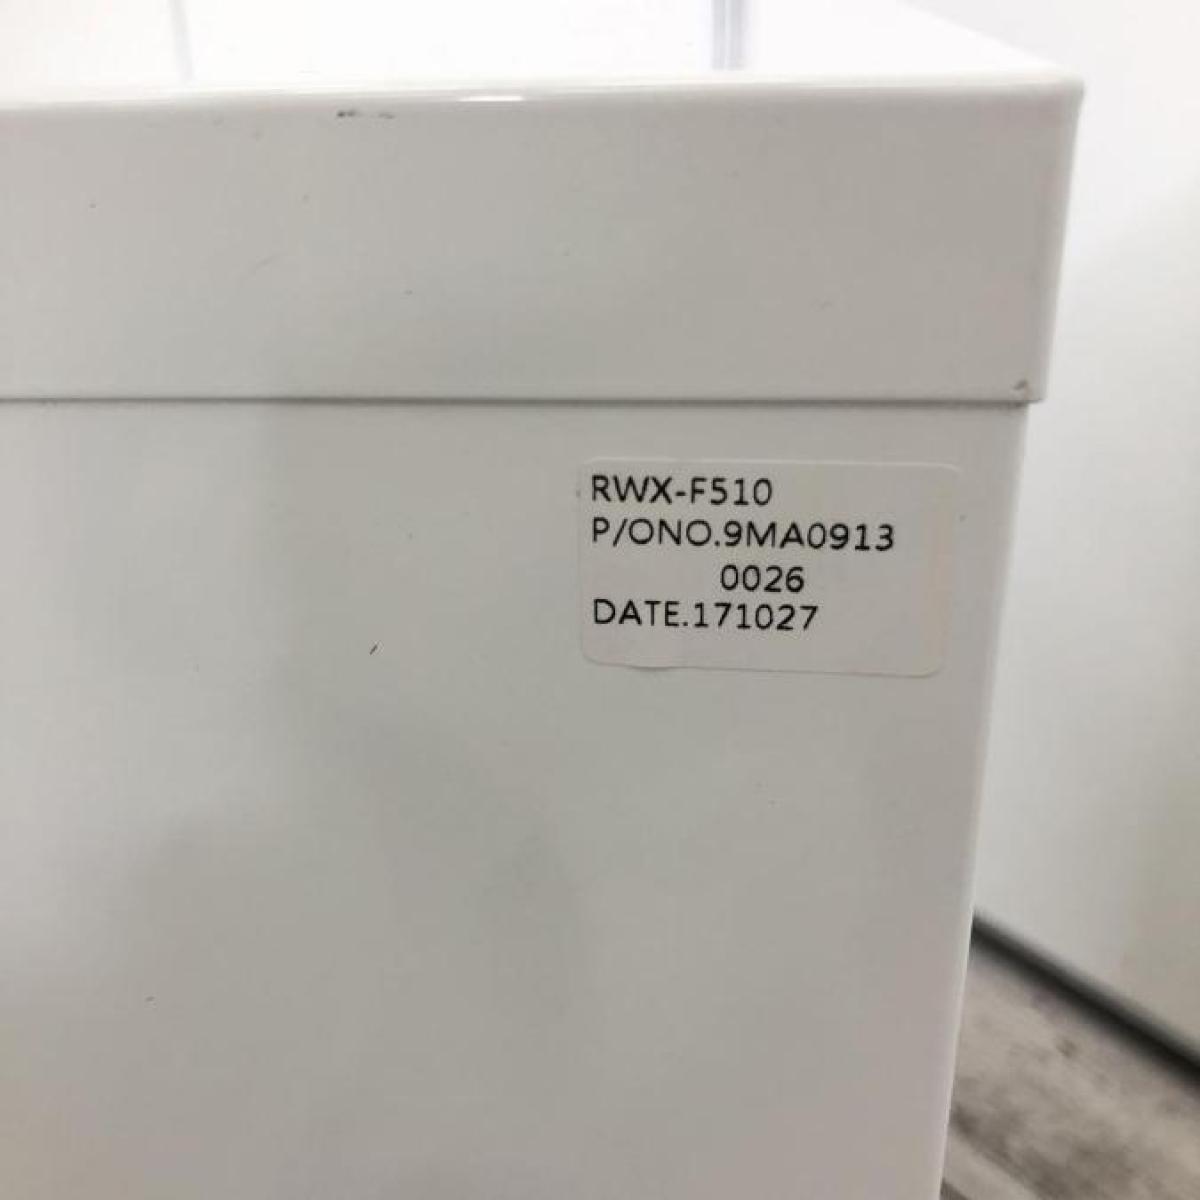 RWX-F510
P/ONO.9MA0913
0026
DATE.171027